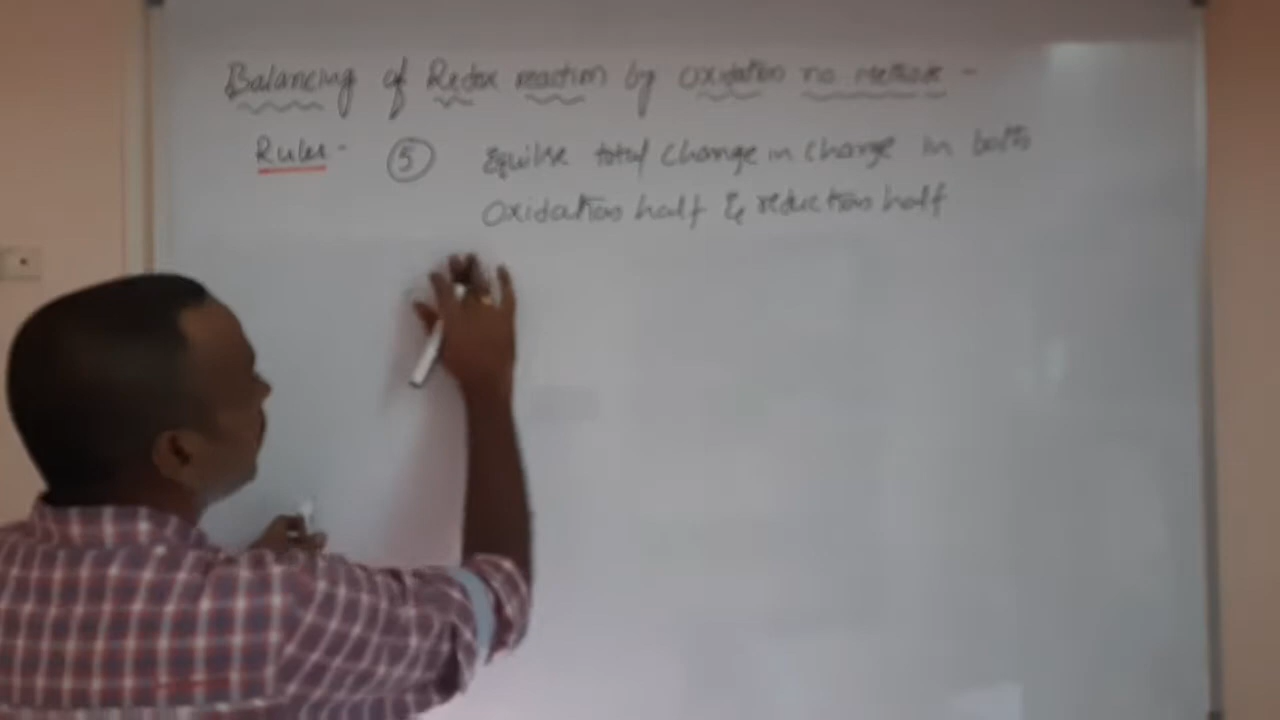 Balancing of Redox reaction by oxidation no method -
Rules - 5 Equilse total change in charge in both
oxidation half & reduction half